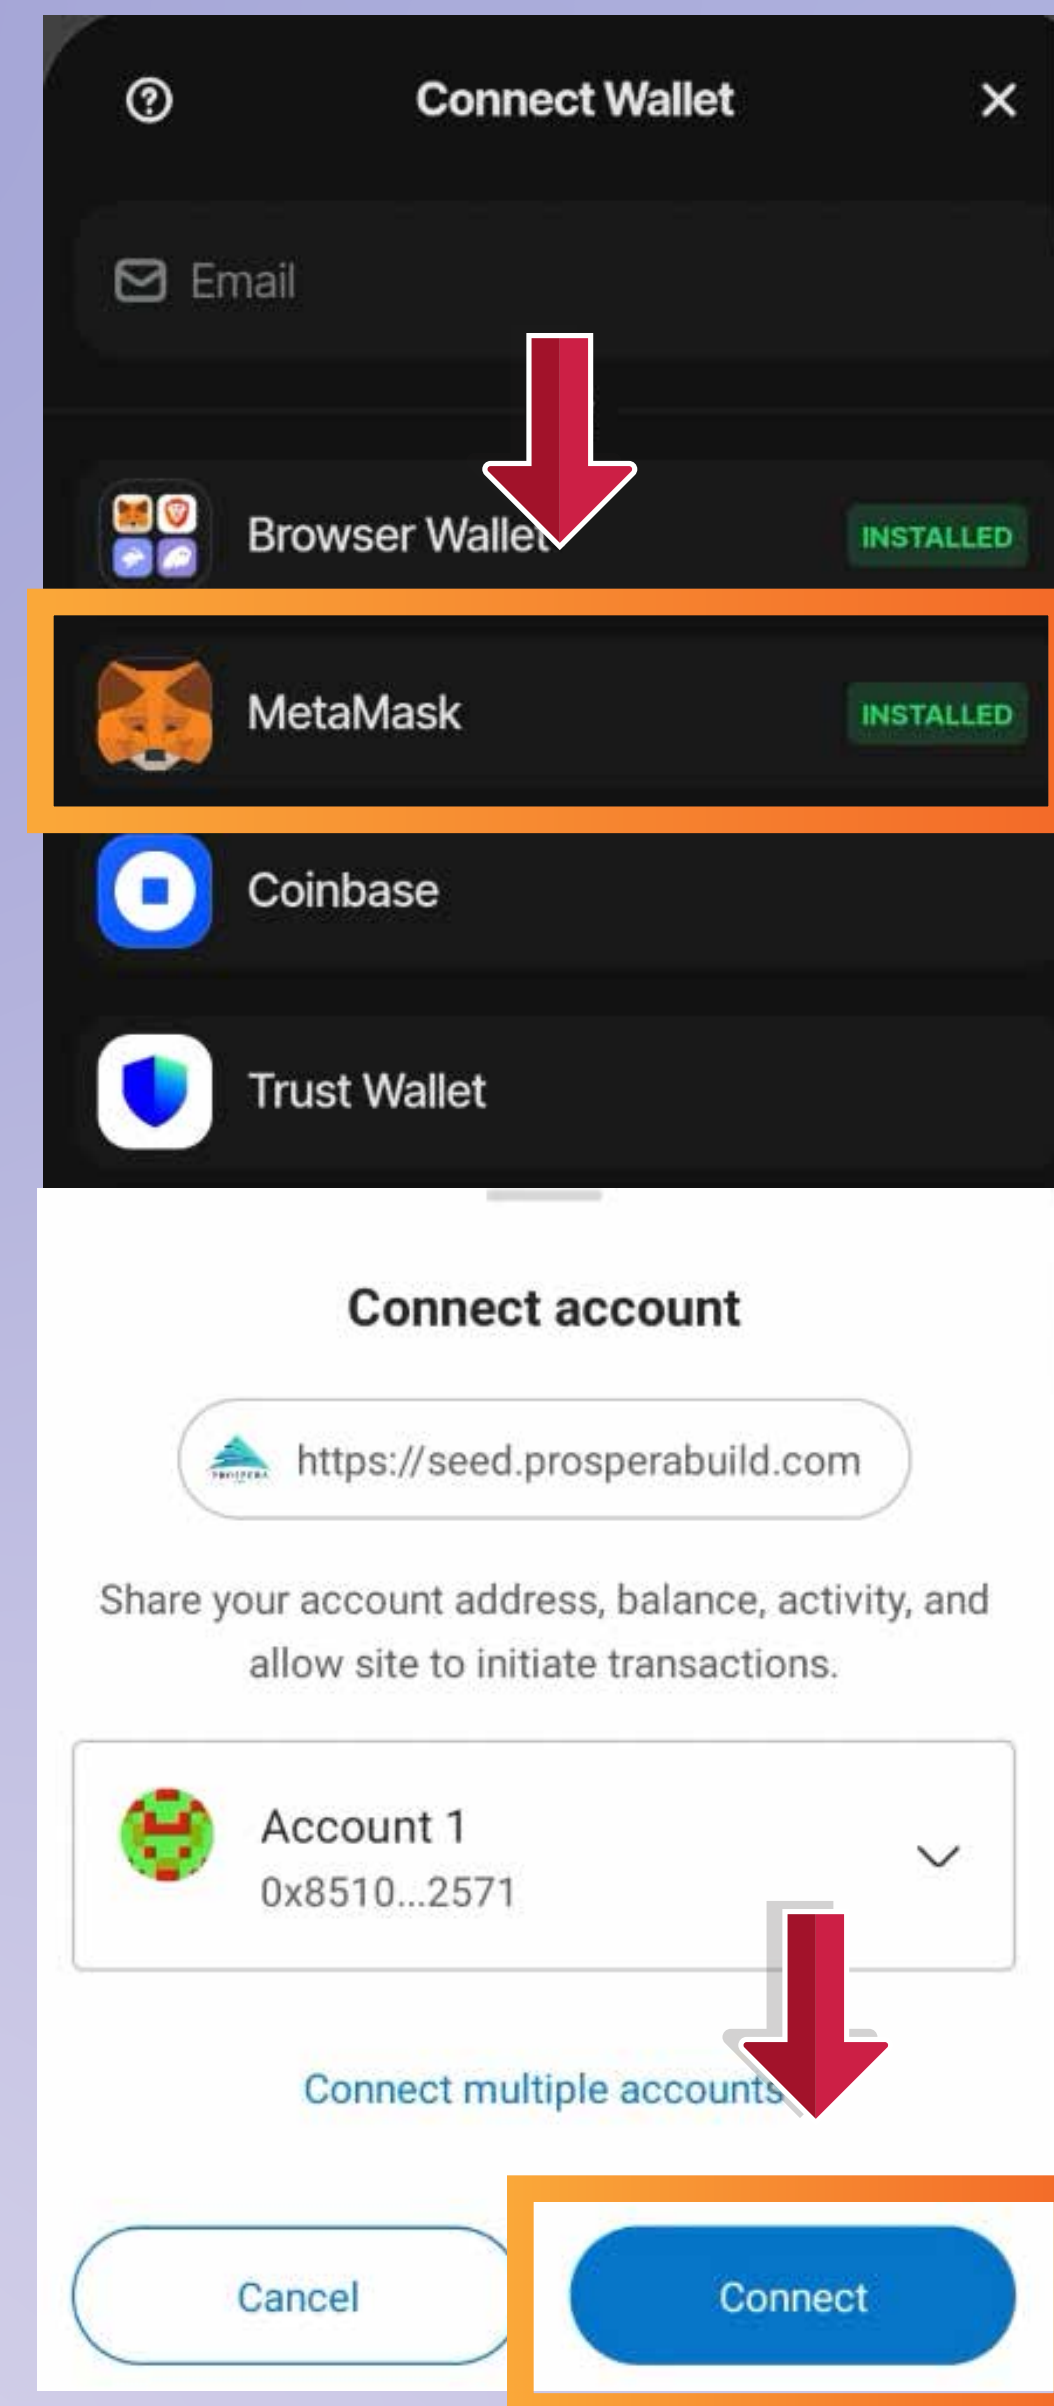 Connect Wallet
Email
Browser Wallet
INSTALLED
MetaMask
INSTALLED
Coinbase
Trust Wallet
Connect account
PROSPERA
https://seed.prosperabuild.com
Share your account address, balance, activity, and
allow site to initiate transactions.
Account 1
0x8510...2571
Connect multiple accounts
Cancel
Connect